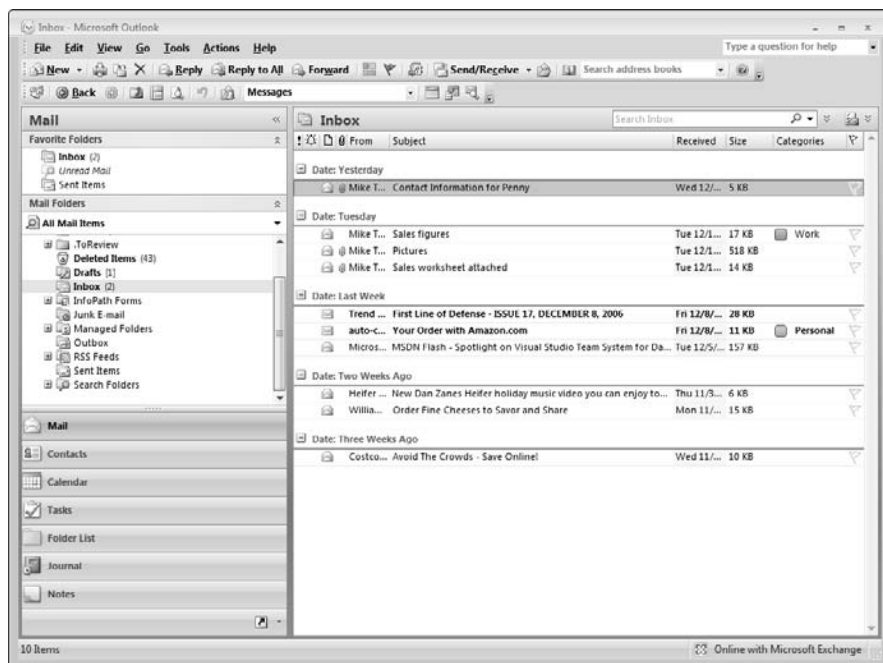 Inbox - Microsoft Outlook
File Edit View Go Tools Actions Help
Type a question for help
New Reply Reply to All Forward Send/Receive Search address books
Back Messages
Mail
Favorite Folders
Inbox (2)
Unread Mail
Sent Items
Mail Folders
All Mail Items
.ToReview
Deleted Items (43)
Drafts [1]
Inbox (2)
InfoPath Forms
Junk E-mail
Managed Folders
Outbox
RSS Feeds
Sent Items
Search Folders
Mail
Contacts
Calendar
Tasks
Folder List
Journal
Notes
Inbox
Search Inbox
From Subject Received Size Categories
Date: Yesterday
Mike T... Contact Information for Penny Wed 12/... 5 KB
Date: Tuesday
Mike T... Sales figures Tue 12/1... 17 KB Work
Mike T... Pictures Tue 12/1... 518 KB
Mike T... Sales worksheet attached Tue 12/1... 14 KB
Date: Last Week
Trend ... First Line of Defense - ISSUE 17, DECEMBER 8, 2006 Fri 12/8/... 28 KB
auto-c... Your Order with Amazon.com Fri 12/8/... 11 KB Personal
Micros... MSDN Flash - Spotlight on Visual Studio Team System for Da... Tue 12/5/... 157 KB
Date: Two Weeks Ago
Heifer ... New Dan Zanes Heifer holiday music video you can enjoy to... Thu 11/3... 6 KB
Willia... Order Fine Cheeses to Savor and Share Mon 11/... 15 KB
Date: Three Weeks Ago
Costco... Avoid The Crowds - Save Online! Wed 11/... 10 KB
10 Items
Online with Microsoft Exchange